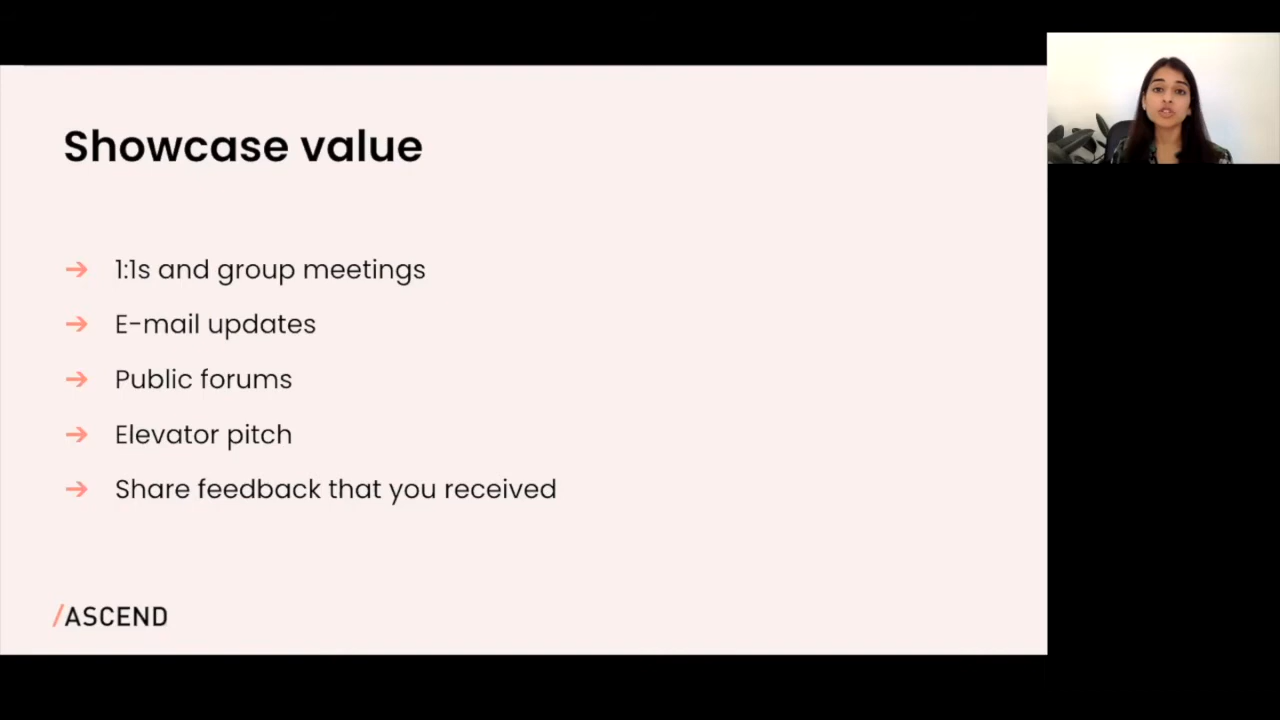 Showcase value
➔ 1:1s and group meetings
➔ E-mail updates
➔ Public forums
➔ Elevator pitch
➔ Share feedback that you received
/ASCEND